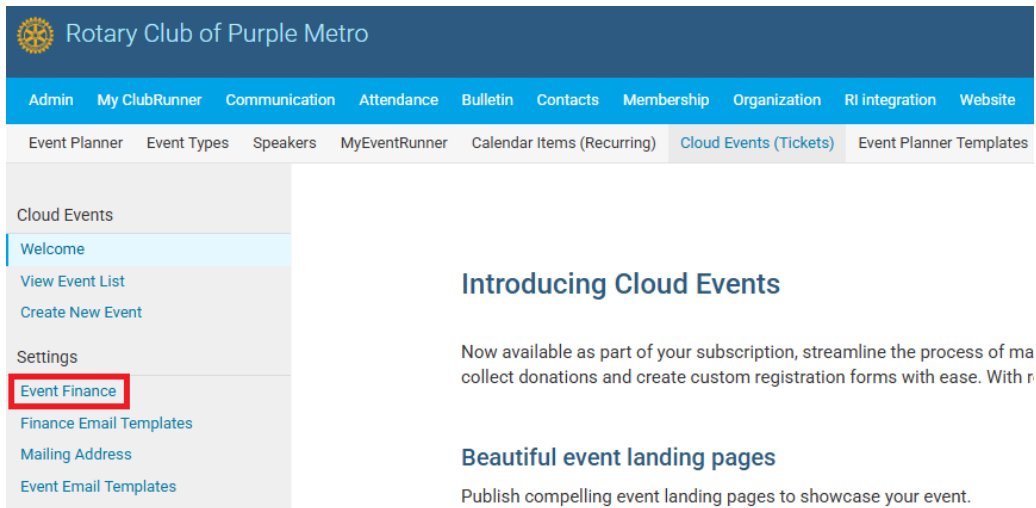 Rotary Club of Purple Metro
Admin My ClubRunner Communication Attendance Bulletin Contacts Membership Organization RI integration Website
Event Planner Event Types Speakers MyEventRunner Calendar Items (Recurring) Cloud Events (Tickets) Event Planner Templates
Cloud Events
Welcome
View Event List
Create New Event
Settings
Event Finance
Finance Email Templates
Mailing Address
Event Email Templates
Introducing Cloud Events
Now available as part of your subscription, streamline the process of ma
collect donations and create custom registration forms with ease. With r
Beautiful event landing pages
Publish compelling event landing pages to showcase your event.